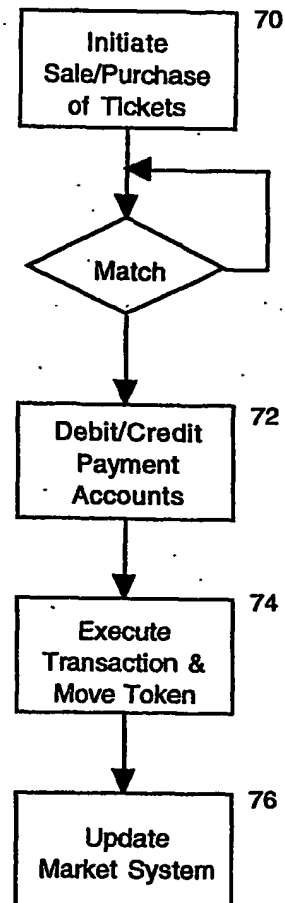 70
Initiate
Sale/Purchase
of Tickets
Match
72
Debit/Credit
Payment
Accounts
74
Execute
Transaction &
Move Token
76
Update
Market System